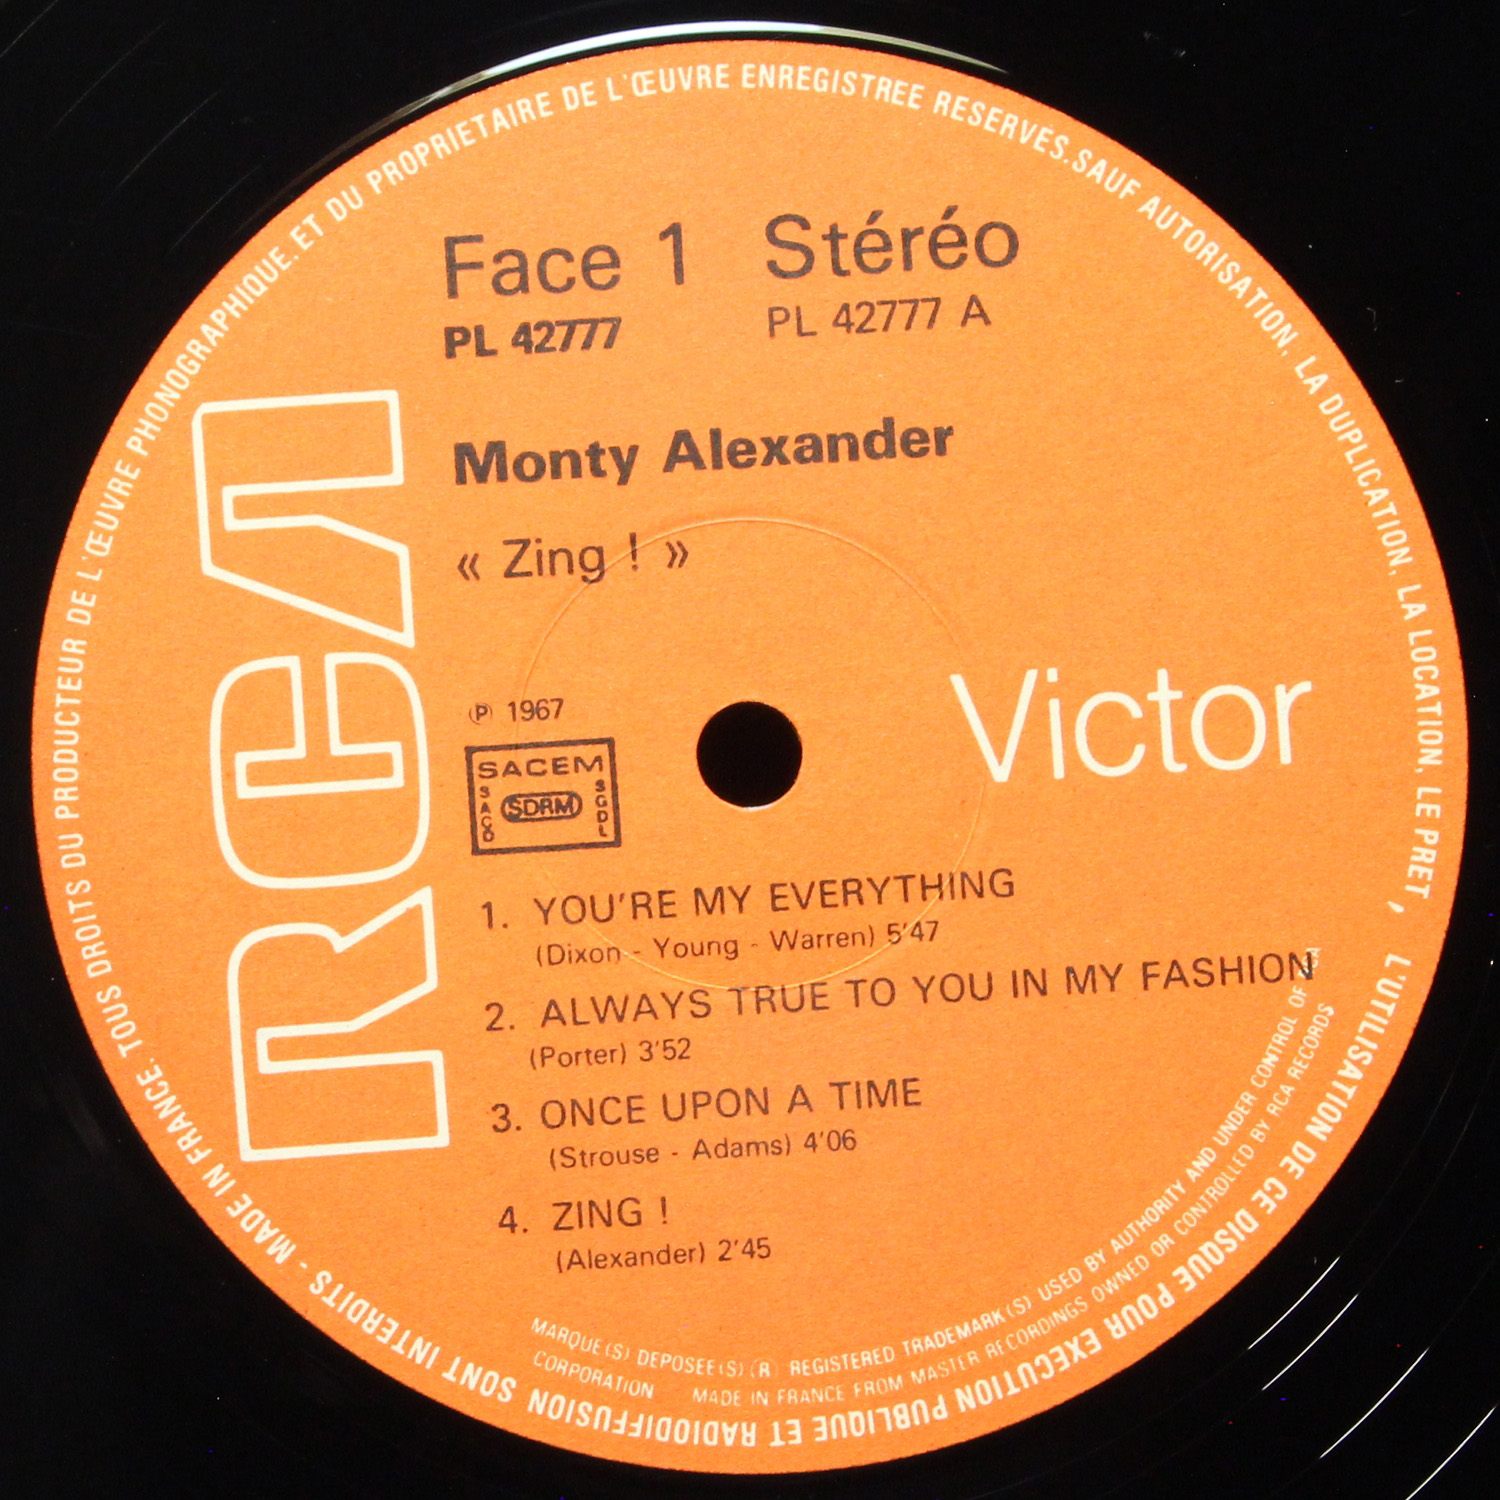 TOUS DROITS DU PRODUCTEUR DE L'ŒUVRE PHONOGRAPHIQUE. ET DU PROPRIETAIRE DE L'ŒUVRE ENREGISTREE RESERVES. SAUF AUTORISATION, LA DUPLICATION, LA LOCATION, LE PRET, L'UTILISATION DE CE DISQUE POUR EXECUTION PUBLIQUE ET RADIODIFFUSION SONT INTERDITS - MADE IN FRANCE.
Face 1 Stéréo
PL 42777 PL 42777 A
Monty Alexander
« Zing ! »
RCA
Victor
℗ 1967
SACEM
SACD SDRM SGDL
1. YOU'RE MY EVERYTHING
(Dixon - Young - Warren) 5'47
2. ALWAYS TRUE TO YOU IN MY FASHION
(Porter) 3'52
3. ONCE UPON A TIME
(Strouse - Adams) 4'06
4. ZING !
(Alexander) 2'45
MARQUE(S) DEPOSEE(S) (R) REGISTERED TRADEMARK(S) USED BY AUTHORITY AND UNDER CONTROL OF RCA
CORPORATION MADE IN FRANCE FROM MASTER RECORDINGS OWNED OR CONTROLLED BY RCA RECORDS